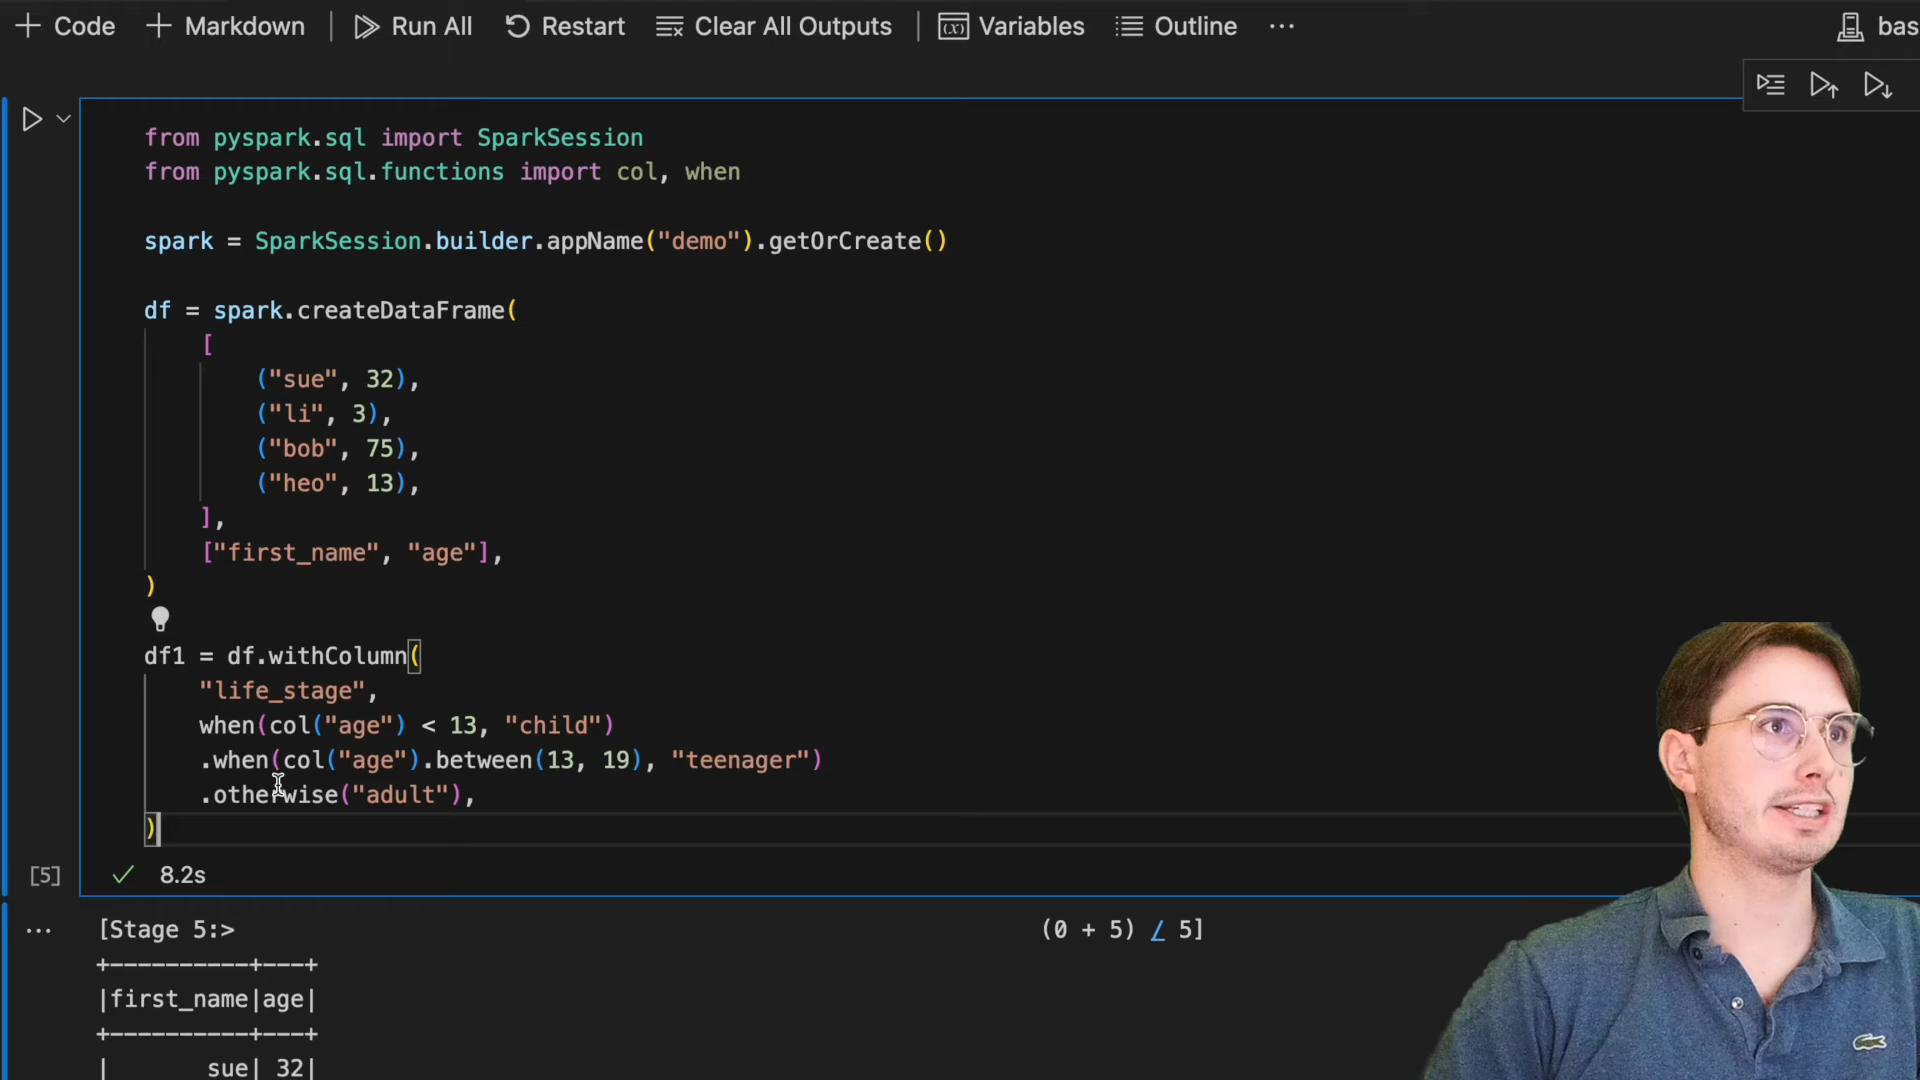 Code Markdown Run All Restart Clear All Outputs (x) Variables Outline ... bas
from pyspark.sql import SparkSession
from pyspark.sql.functions import col, when
spark = SparkSession.builder.appName("demo").getOrCreate()
df = spark.createDataFrame(
[
("sue", 32),
("li", 3),
("bob", 75),
("heo", 13),
],
["first_name", "age"],
)
df1 = df.withColumn(
"life_stage",
when(col("age") < 13, "child")
.when(col("age").between(13, 19), "teenager")
.otherwise("adult"),
)
[5] 8.2s
... [Stage 5:> (0 + 5) / 5]
+----------+---+
|first_name|age|
+----------+---+
| sue| 32|